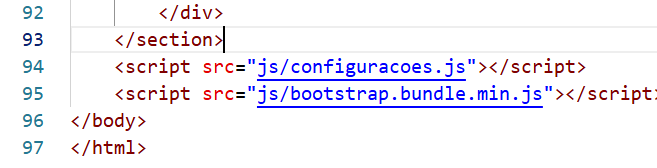 92 </div>
93 </section>
94 <script src="js/configuracoes.js"></script>
95 <script src="js/bootstrap.bundle.min.js"></script>
96 </body>
97 </html>